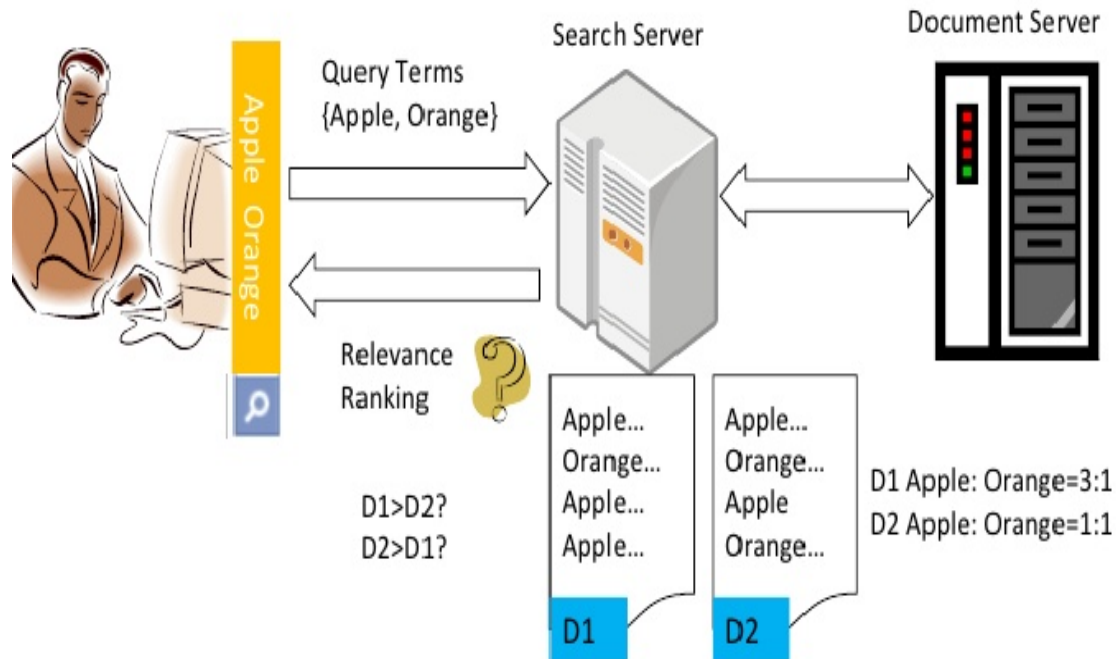 Apple Orange
Query Terms
{Apple, Orange}
Search Server
Document Server
Relevance
Ranking
D1>D2?
D2>D1?
Apple...
Orange...
Apple...
Apple...
D1
Apple...
Orange...
Apple
Orange...
D2
D1 Apple: Orange=3:1
D2 Apple: Orange=1:1